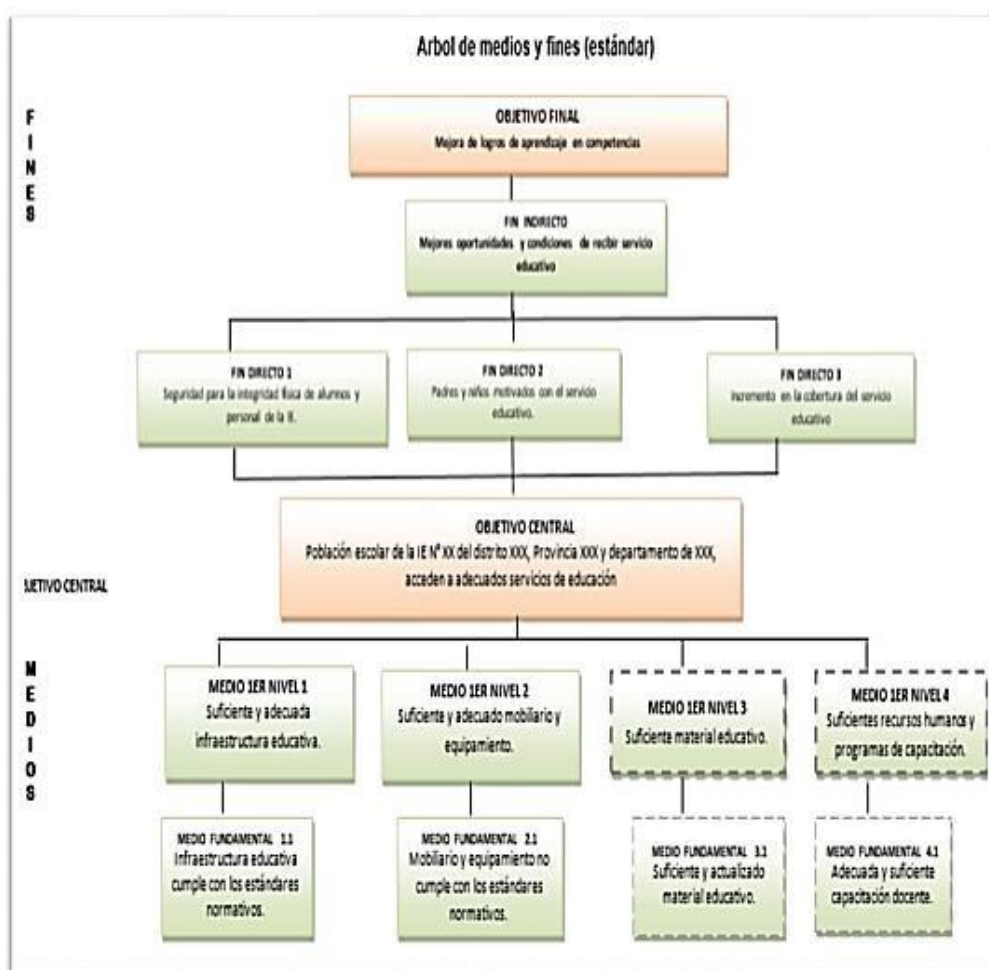 Arbol de medios y fines (estándar)
FINES
OBJETIVO FINAL
Mejora de logros de aprendizaje en competencias
FIN INDIRECTO
Mejores oportunidades y condiciones de recibir servicio
educativo
FIN DIRECTO 1
Seguridad para la integridad física de alumnos y
personal de la IE.
FIN DIRECTO 2
Padres y niños motivados con el servicio
educativo.
FIN DIRECTO 3
Incremento en la cobertura del servicio
educativo
OBJETIVO CENTRAL
Población escolar de la IE N° XX del distrito XXX, Provincia XXX y departamento de XXX,
acceden a adecuados servicios de educación
JETIVO CENTRAL
MEDIOS
MEDIO 1ER NIVEL 1
Suficiente y adecuada
infraestructura educativa.
MEDIO 1ER NIVEL 2
Suficiente y adecuado mobiliario y
equipamiento.
MEDIO 1ER NIVEL 3
Suficiente material educativo.
MEDIO 1ER NIVEL 4
Suficientes recursos humanos y
programas de capacitación.
MEDIO FUNDAMENTAL 1.1
Infraestructura educativa
cumple con los estándares
normativos.
MEDIO FUNDAMENTAL 2.1
Mobiliario y equipamiento no
cumple con los estándares
normativos.
MEDIO FUNDAMENTAL 3.1
Suficiente y actualizado
material educativo.
MEDIO FUNDAMENTAL 4.1
Adecuada y suficiente
capacitación docente.